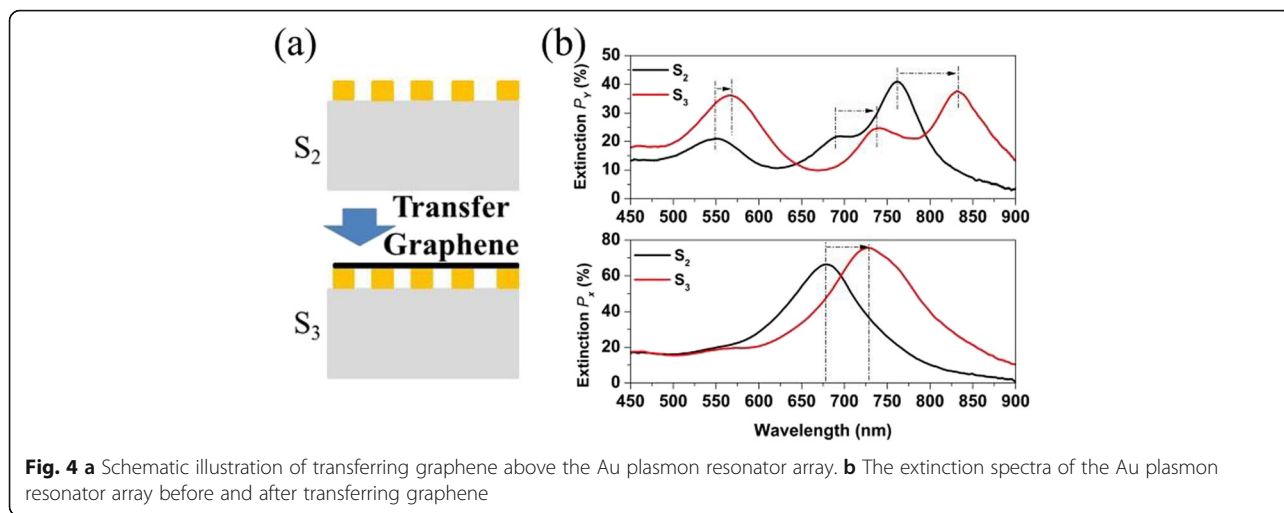 (a)
S2
Transfer
Graphene
S3
(b)
Extinction Py (%)
50
40
30
20
10
0
S2
S3
450 500 550 600 650 700 750 800 850 900
Extinction Px (%)
80
60
40
20
0
S2
S3
450 500 550 600 650 700 750 800 850 900
Wavelength (nm)
Fig. 4 a Schematic illustration of transferring graphene above the Au plasmon resonator array. b The extinction spectra of the Au plasmon
resonator array before and after transferring graphene